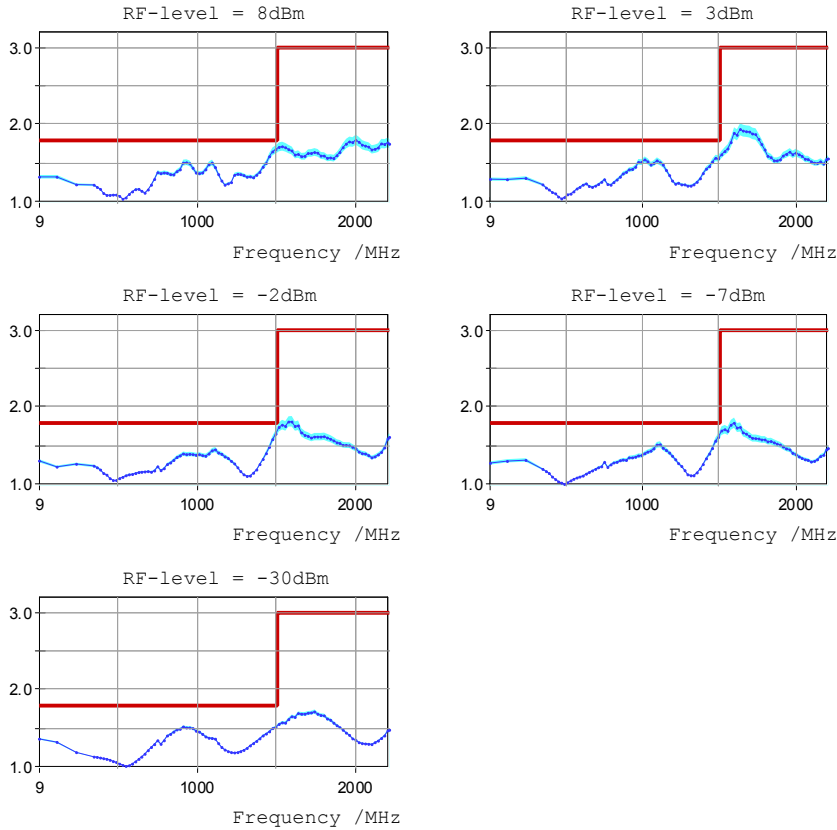 RF-level = 8dBm
3.0
2.0
1.0
9 1000 2000
Frequency /MHz
RF-level = 3dBm
3.0
2.0
1.0
9 1000 2000
Frequency /MHz
RF-level = -2dBm
3.0
2.0
1.0
9 1000 2000
Frequency /MHz
RF-level = -7dBm
3.0
2.0
1.0
9 1000 2000
Frequency /MHz
RF-level = -30dBm
3.0
2.0
1.0
9 1000 2000
Frequency /MHz